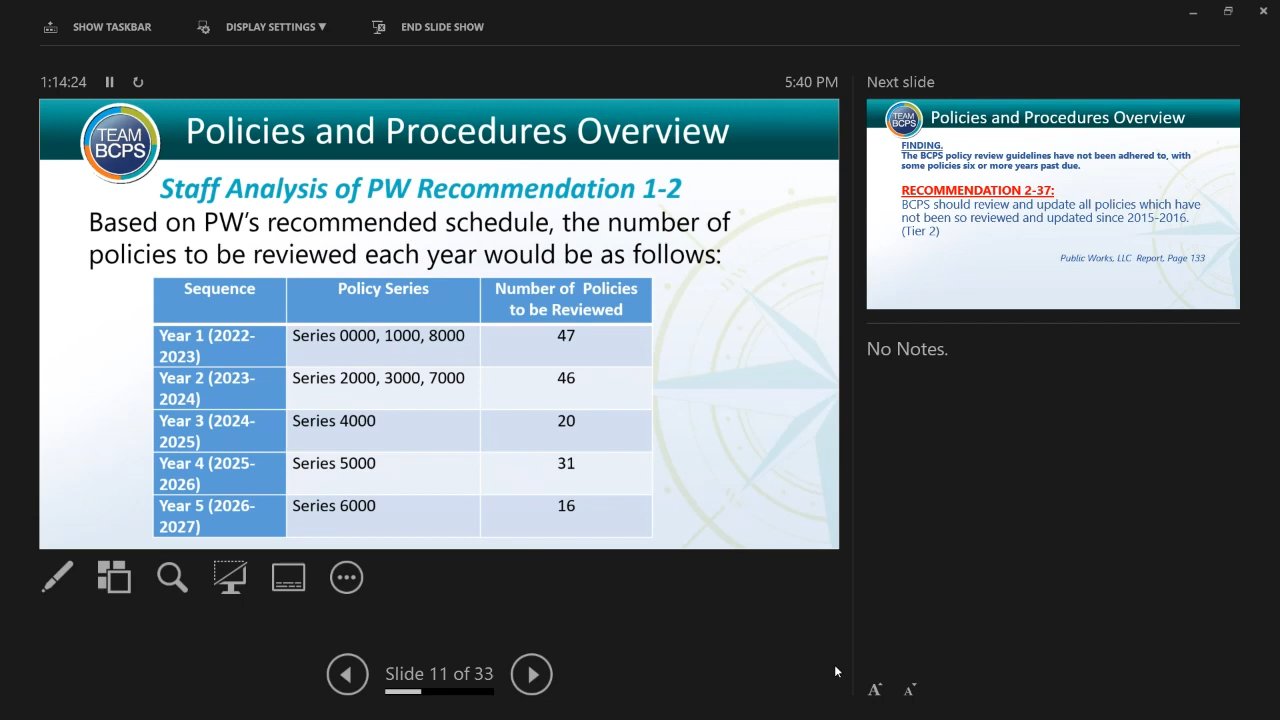 SHOW TASKBAR
DISPLAY SETTINGS ▼
END SLIDE SHOW
1:14:24
5:40 PM
TEAM
BCPS
Policies and Procedures Overview
Staff Analysis of PW Recommendation 1-2
Based on PW's recommended schedule, the number of
policies to be reviewed each year would be as follows:
Sequence Policy Series Number of Policies
to be Reviewed
Year 1 (2022- Series 0000, 1000, 8000 47
2023)
Year 2 (2023- Series 2000, 3000, 7000 46
2024)
Year 3 (2024- Series 4000 20
2025)
Year 4 (2025- Series 5000 31
2026)
Year 5 (2026- Series 6000 16
2027)
Slide 11 of 33
Next slide
TEAM
BCPS
Policies and Procedures Overview
FINDING.
The BCPS policy review guidelines have not been adhered to, with
some policies six or more years past due.
RECOMMENDATION 2-37:
BCPS should review and update all policies which have
not been so reviewed and updated since 2015-2016.
(Tier 2)
Public Works, LLC Report, Page 133
No Notes.
A A